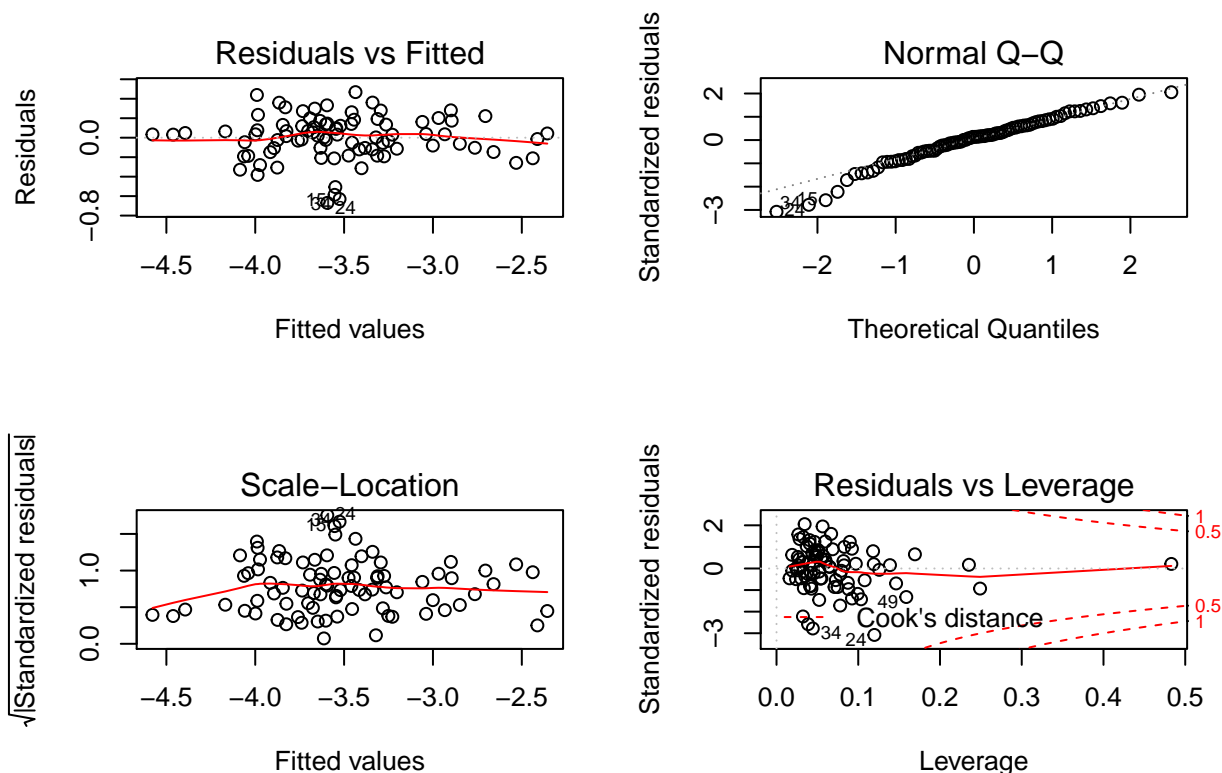 Residuals vs Fitted
Residuals
0.0
−0.8
15
34
24
−4.5 −4.0 −3.5 −3.0 −2.5
Fitted values
Normal Q−Q
Standardized residuals
2
0
−3
34
15
24
−2 −1 0 1 2
Theoretical Quantiles
Scale−Location
√|Standardized residuals|
1.0
0.0
34
24
15
−4.5 −4.0 −3.5 −3.0 −2.5
Fitted values
Residuals vs Leverage
Standardized residuals
2
0
−3
1
0.5
0.5
1
49
Cook's distance
34
24
0.0 0.1 0.2 0.3 0.4 0.5
Leverage